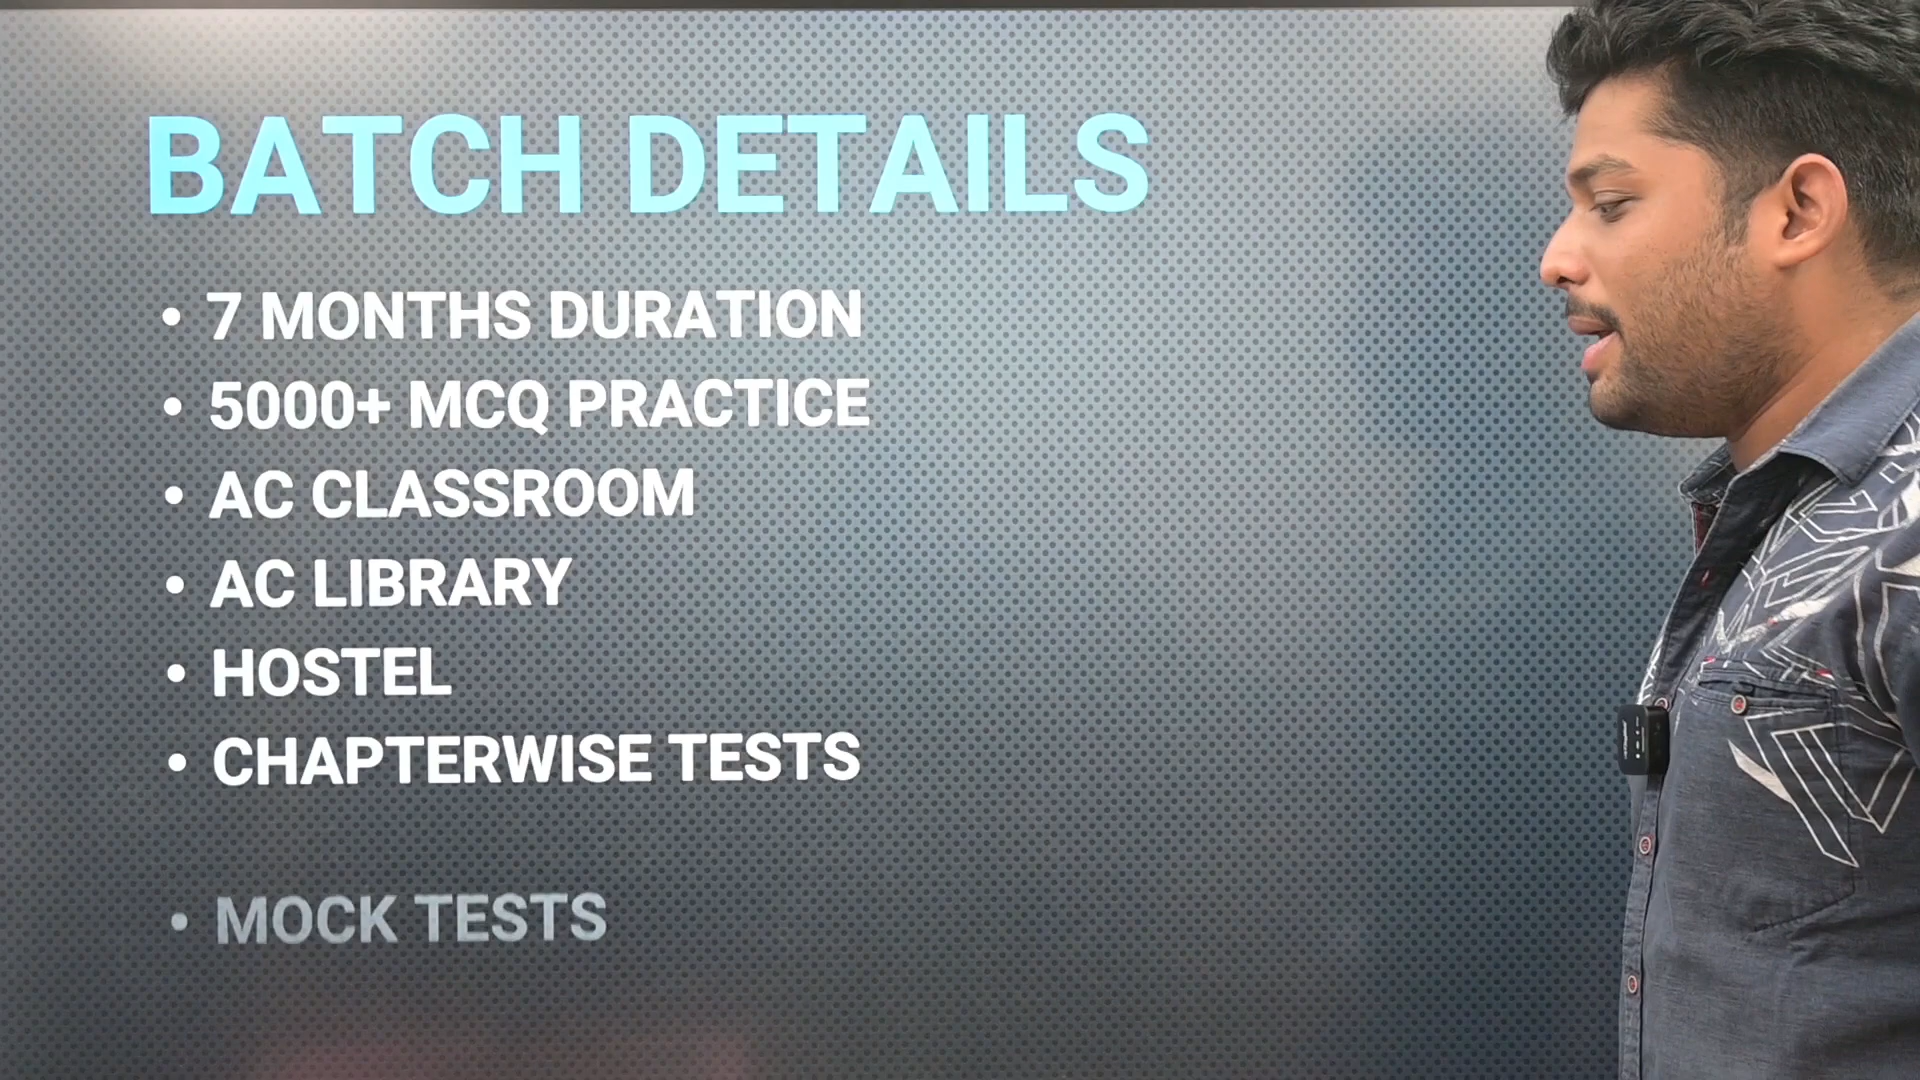 BATCH DETAILS
• 7 MONTHS DURATION
• 5000+ MCQ PRACTICE
• AC CLASSROOM
• AC LIBRARY
• HOSTEL
• CHAPTERWISE TESTS
• MOCK TESTS